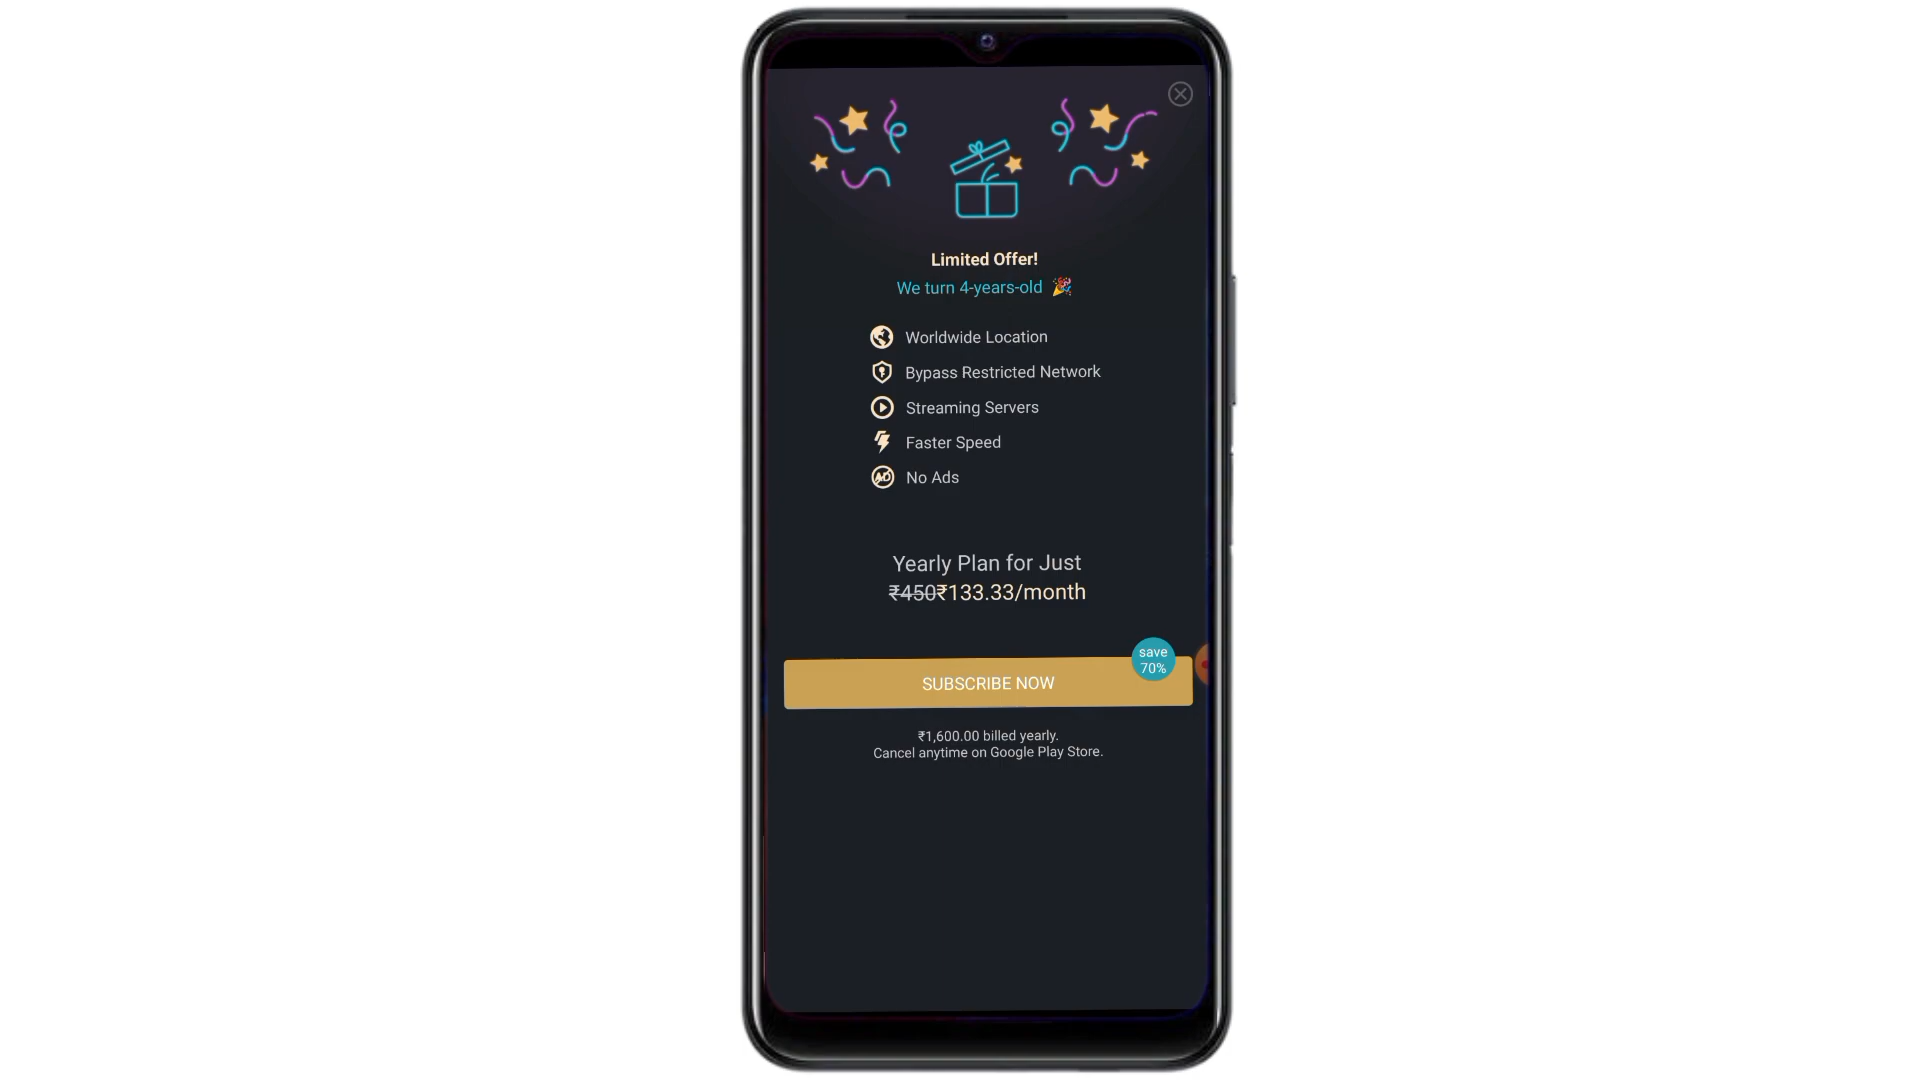 Limited Offer!
We turn 4-years-old
Worldwide Location
Bypass Restricted Network
Streaming Servers
Faster Speed
AD No Ads
Yearly Plan for Just
₹450₹133.33/month
save
70%
SUBSCRIBE NOW
₹1,600.00 billed yearly.
Cancel anytime on Google Play Store.